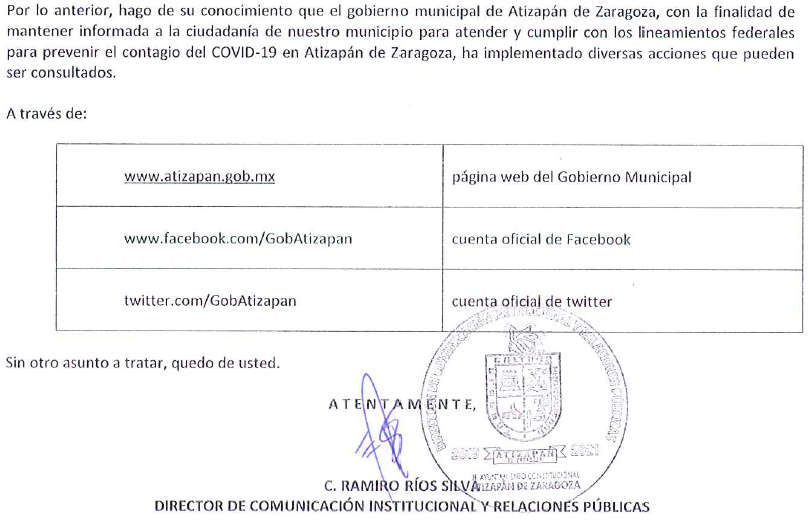 Por lo anterior, hago de su conocimiento que el gobierno municipal de Atizapán de Zaragoza, con la finalidad de
mantener informada a la ciudadanía de nuestro municipio para atender y cumplir con los lineamientos federales
para prevenir el contagio del COVID-19 en Atizapán de Zaragoza, ha implementado diversas acciones que pueden
ser consultados.
A través de:
www.atizapan.gob.mx página web del Gobierno Municipal
www.facebook.com/GobAtizapan cuenta oficial de Facebook
twitter.com/GobAtizapan cuenta oficial de twitter
Sin otro asunto a tratar, quedo de usted.
A T E N T A M E N T E,
2019 ATIZAPÁN 2021
H. AYUNTAMIENTO CONSTITUCIONAL
ATIZAPÁN DE ZARAGOZA
C. RAMIRO RÍOS SILVA
DIRECTOR DE COMUNICACIÓN INSTITUCIONAL Y RELACIONES PÚBLICAS